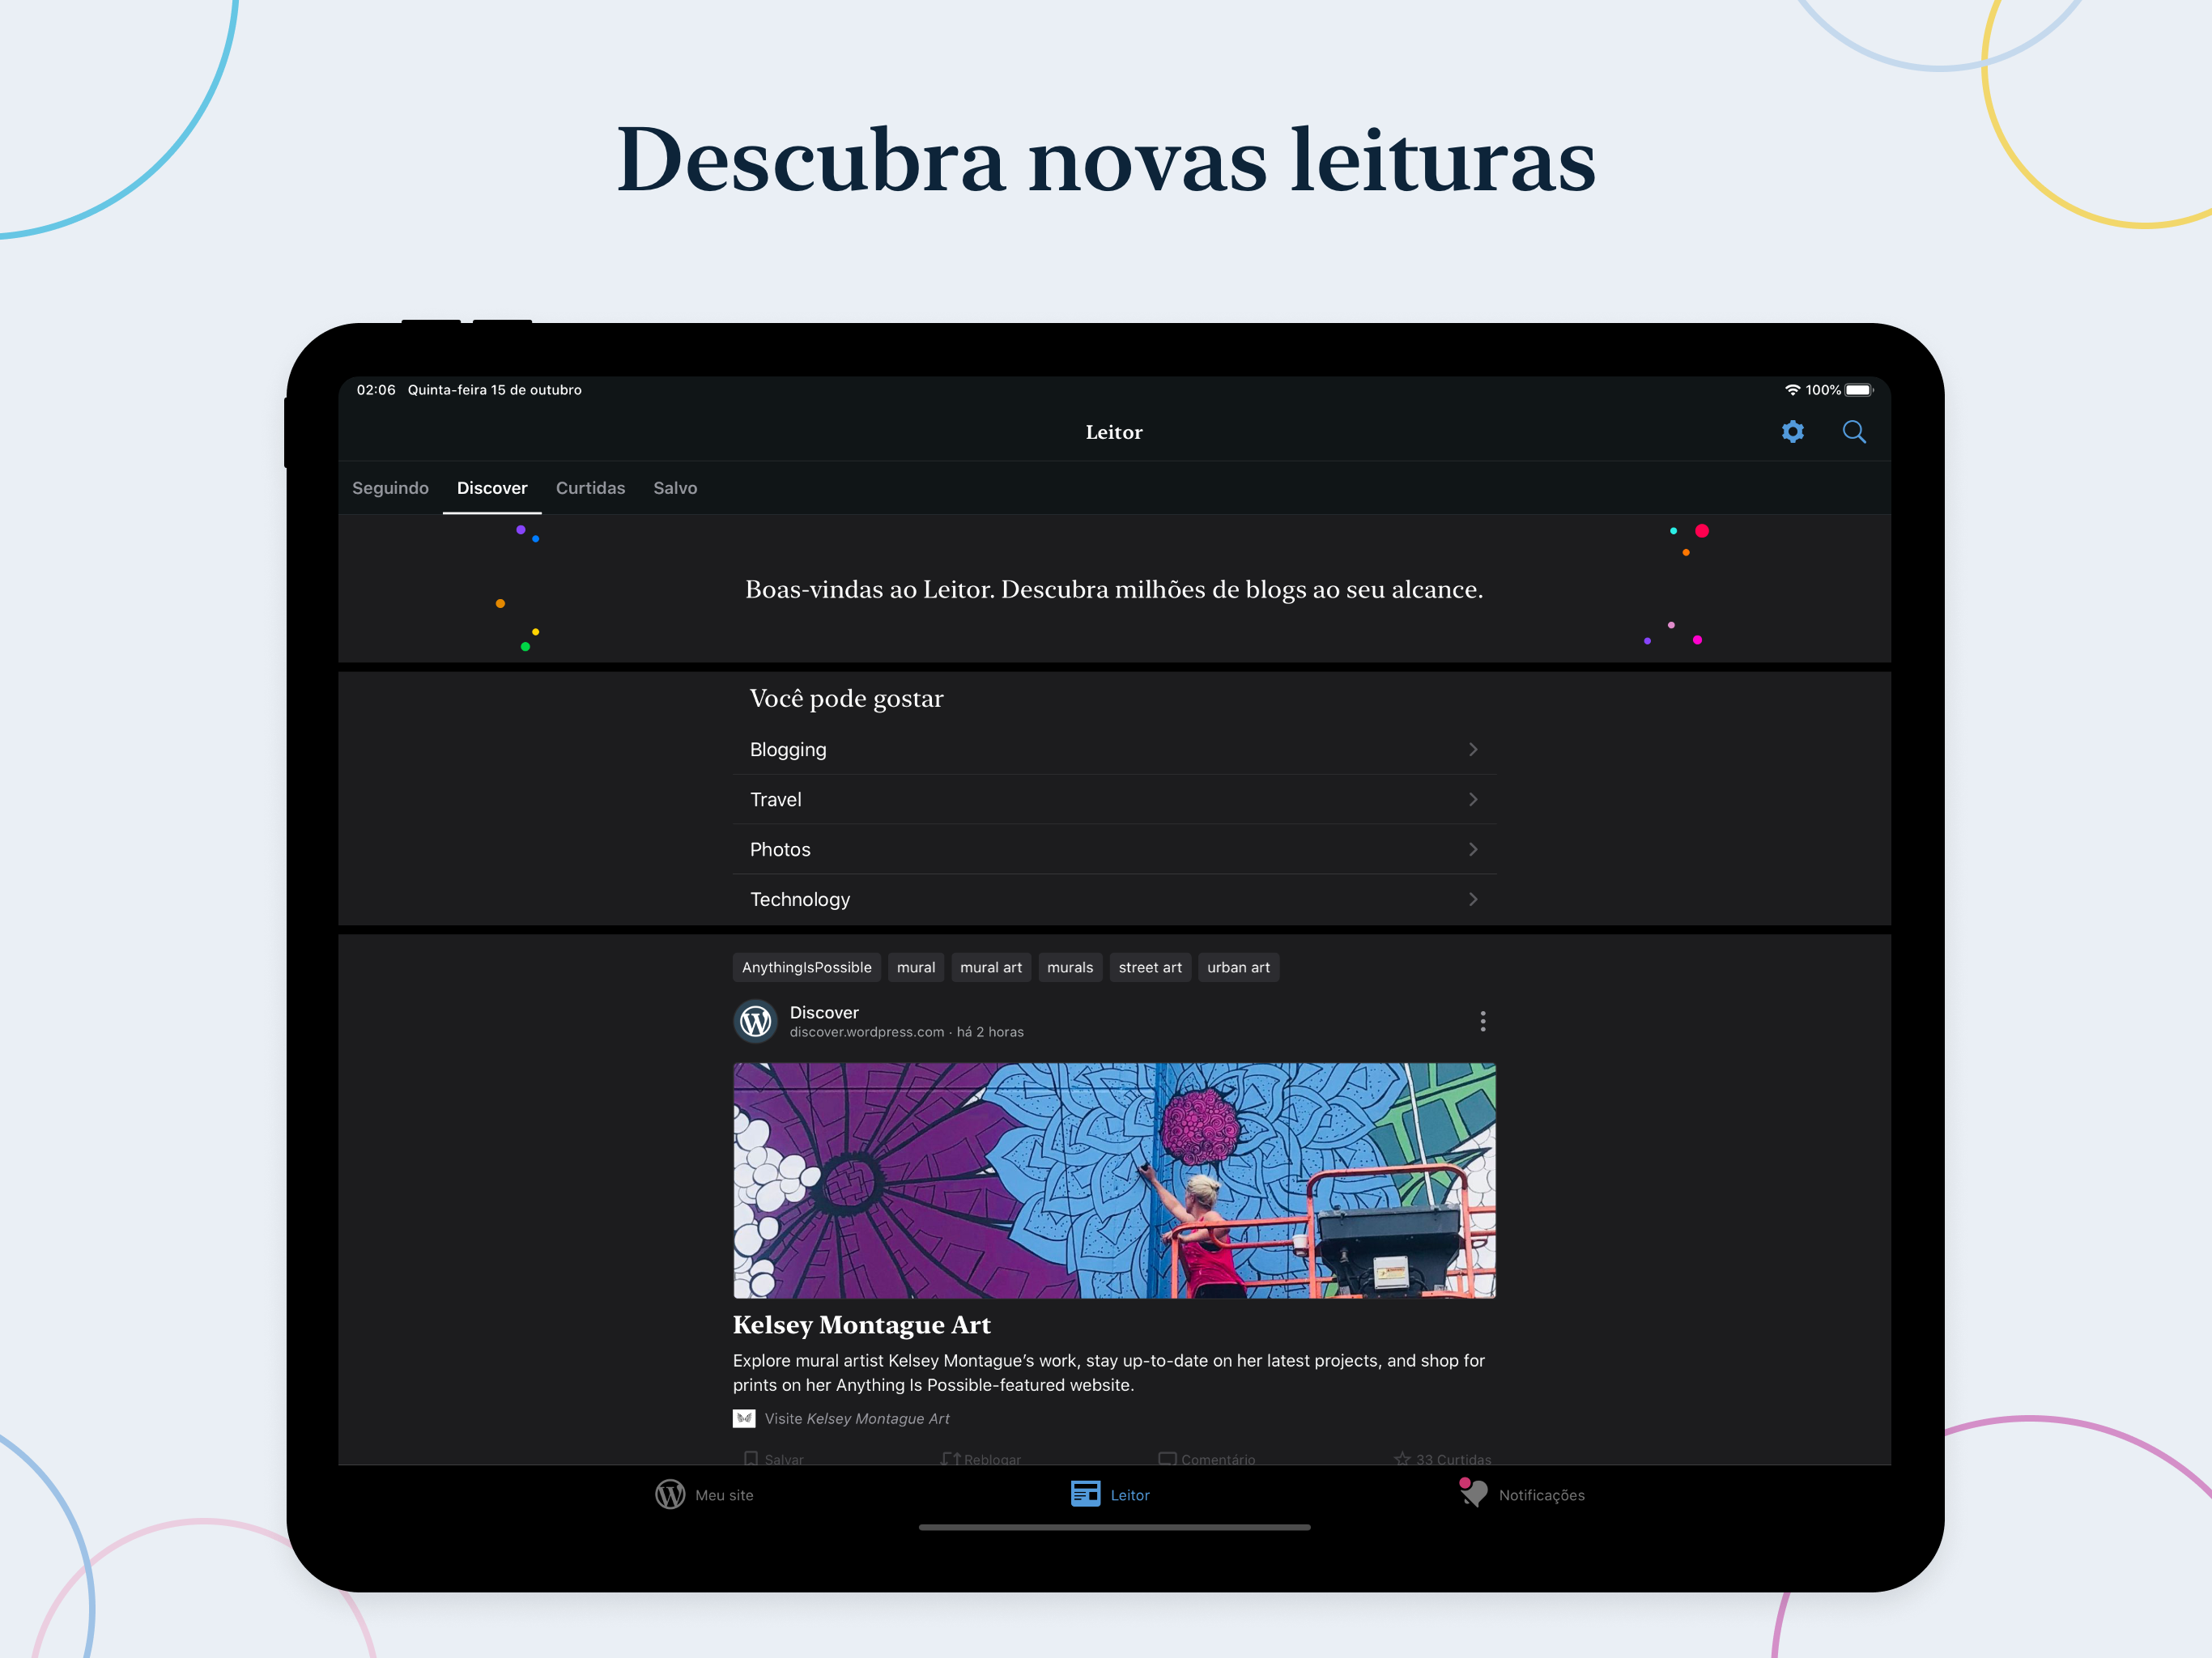 Descubra novas leituras
02:06 Quinta-feira 15 de outubro
100%
Leitor
Seguindo Discover Curtidas Salvo
Boas-vindas ao Leitor. Descubra milhões de blogs ao seu alcance.
Você pode gostar
Blogging
Travel
Photos
Technology
AnythingIsPossible mural mural art murals street art urban art
Discover
discover.wordpress.com · há 2 horas
Kelsey Montague Art
Explore mural artist Kelsey Montague’s work, stay up-to-date on her latest projects, and shop for
prints on her Anything Is Possible-featured website.
Visite Kelsey Montague Art
Salvar Reblogar Comentário 33 Curtidas
Meu site Leitor Notificações